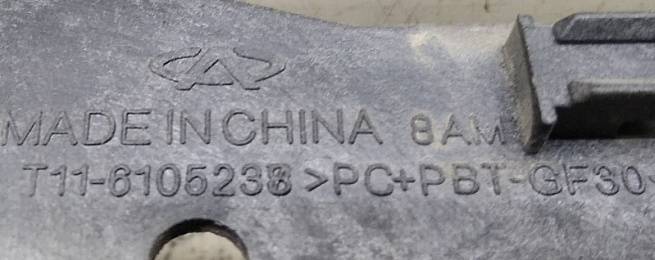 MADE IN CHINA 8AM
T11-6105238 >PC+PBT-GF30